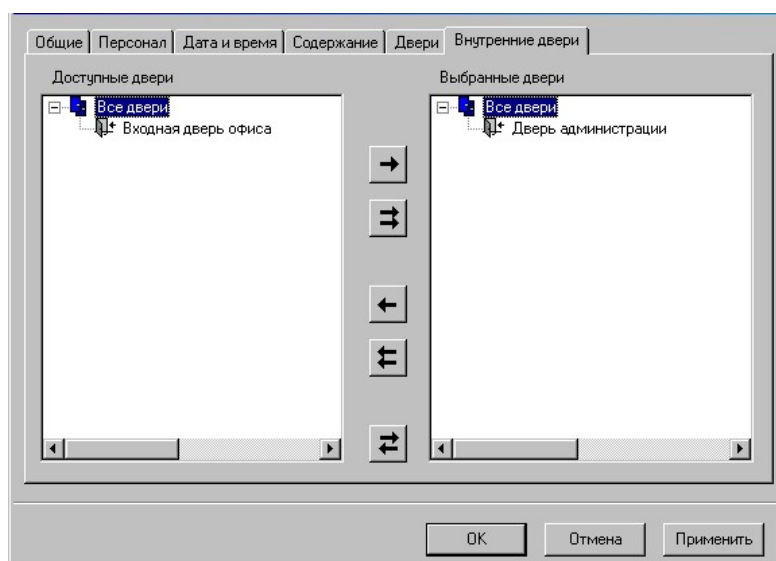 Общие Персонал Дата и время Содержание Двери Внутренние двери
Доступные двери Выбранные двери
Все двери Все двери
Входная дверь офиса Дверь администрации
OK Отмена Применить